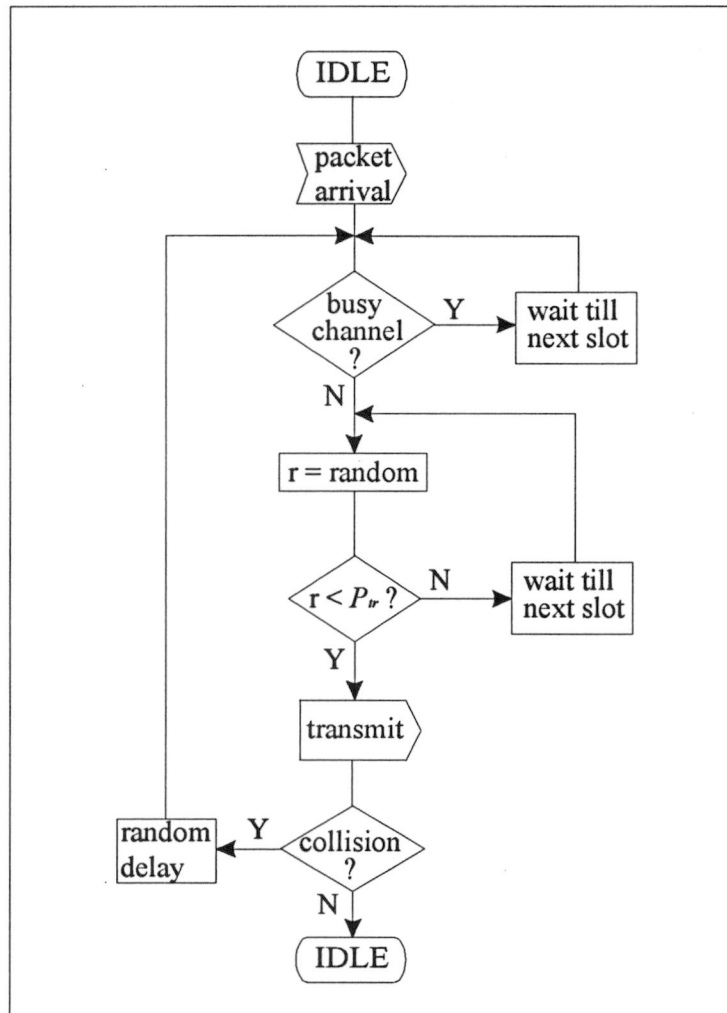 IDLE
packet
arrival
busy
channel
?
Y
wait till
next slot
N
r = random
r < Ptr ?
N
wait till
next slot
Y
transmit
collision
?
Y
random
delay
N
IDLE